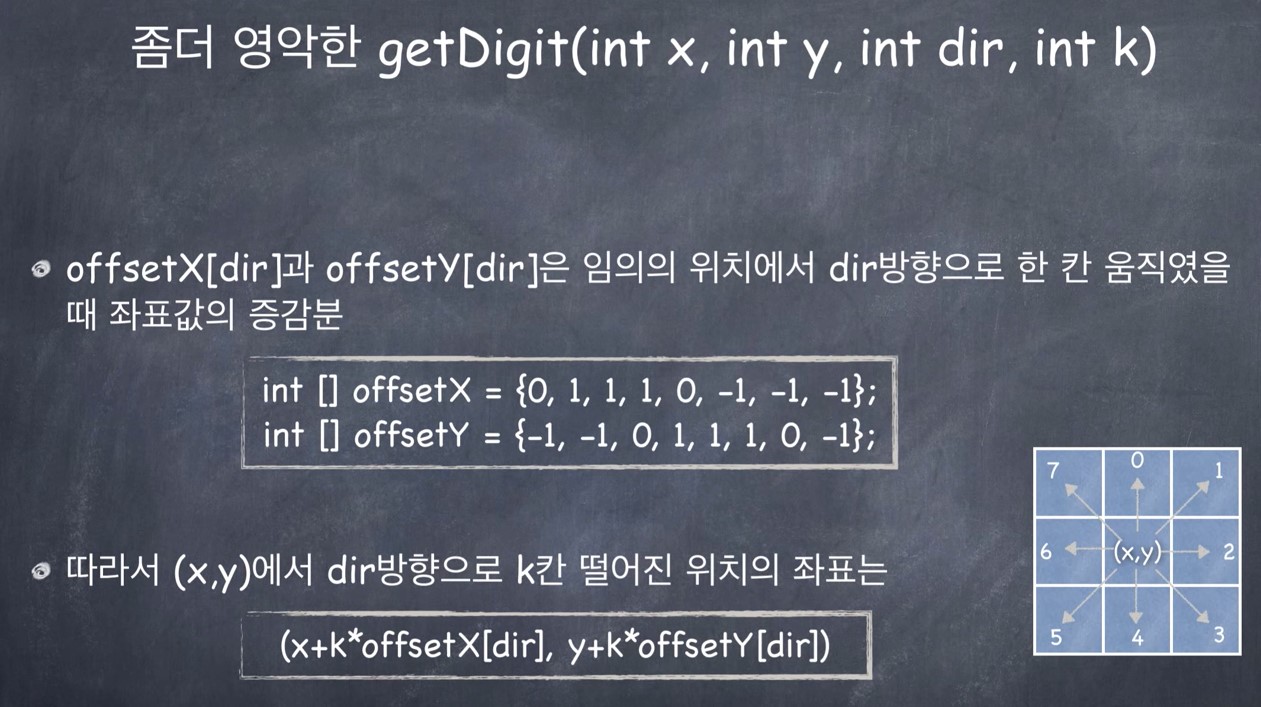 좀더 영악한 getDigit(int x, int y, int dir, int k)
offsetX[dir]과 offsetY[dir]은 임의의 위치에서 dir방향으로 한 칸 움직였을
때 좌표값의 증감분
int [] offsetX = {0, 1, 1, 1, 0, -1, -1, -1};
int [] offsetY = {-1, -1, 0, 1, 1, 1, 0, -1};
따라서 (x,y)에서 dir방향으로 k칸 떨어진 위치의 좌표는
(x+k*offsetX[dir], y+k*offsetY[dir])
7 0 1
6 (x,y) 2
5 4 3